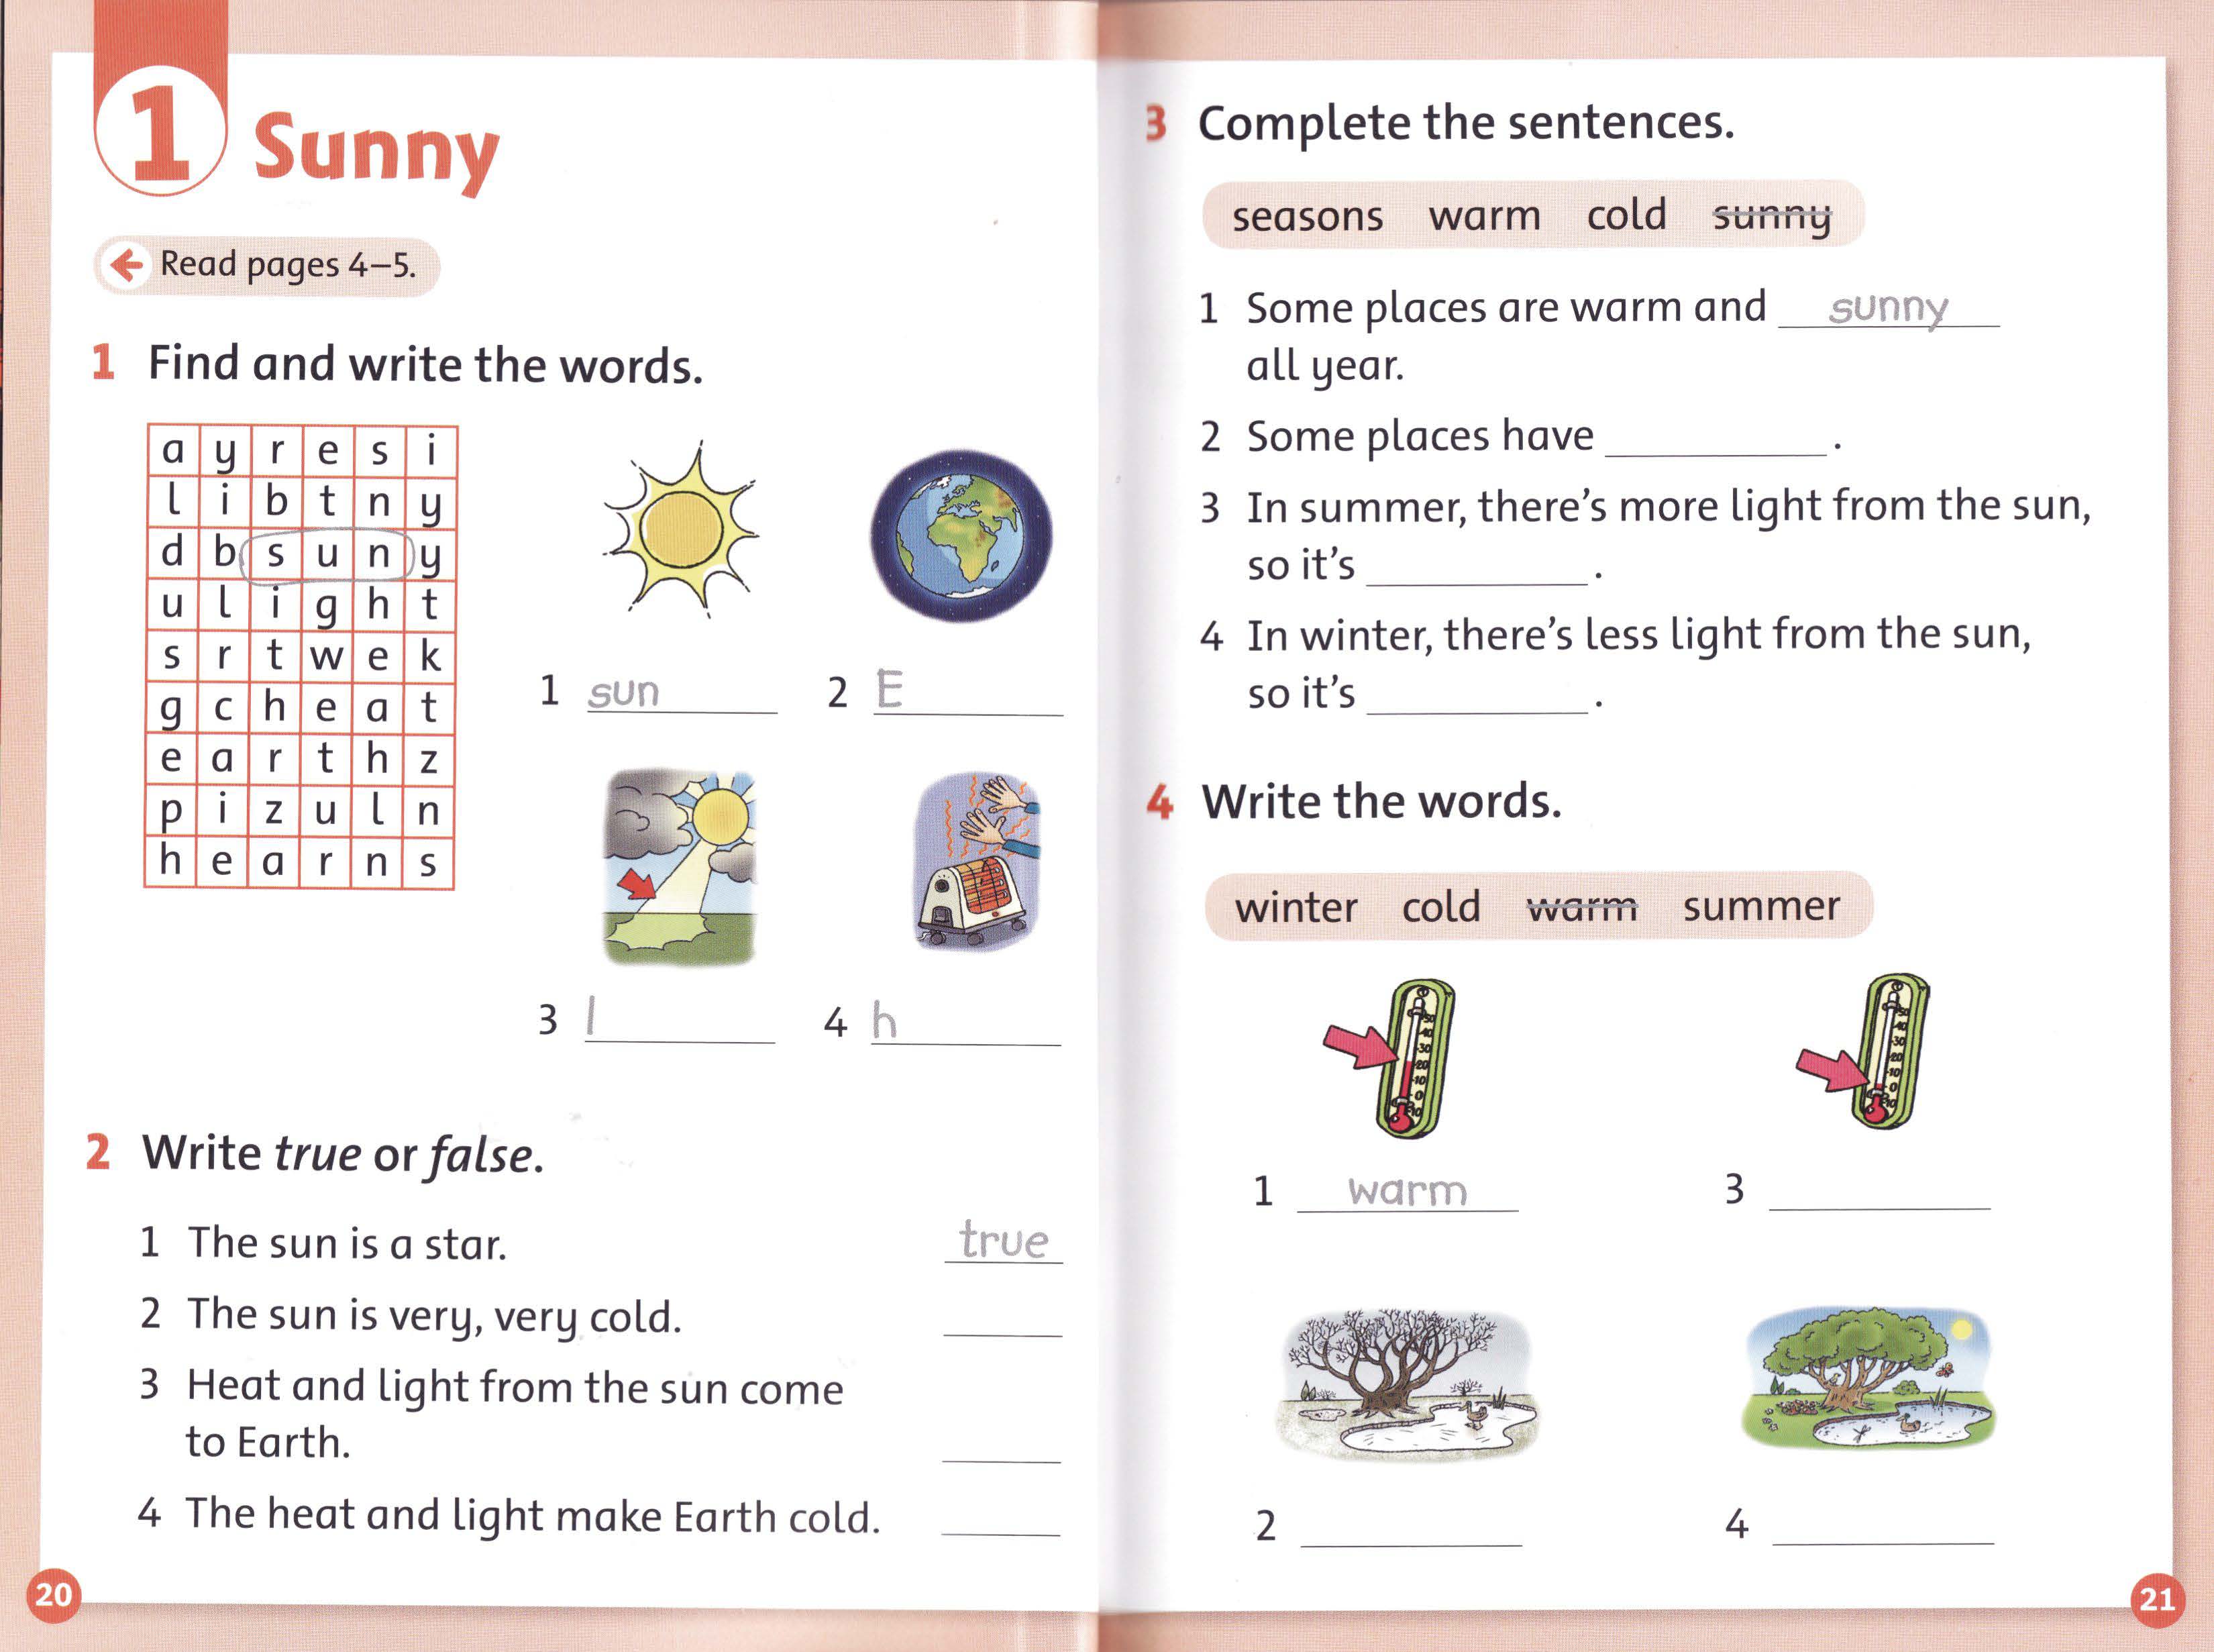 1 Sunny
Read pages 4–5.
1 Find and write the words.
a y r e s i
l i b t n y
d b s u n y
u l i g h t
s r t w e k
g c h e a t
e a r t h z
p i z u l n
h e a r n s
1 sun
2 E
3 l
4 h
2 Write true or false.
1 The sun is a star. true
2 The sun is very, very cold.
3 Heat and light from the sun come
to Earth.
4 The heat and light make Earth cold.
20
3 Complete the sentences.
seasons warm cold sunny
1 Some places are warm and sunny
all year.
2 Some places have .
3 In summer, there's more light from the sun,
so it's .
4 In winter, there's less light from the sun,
so it's .
4 Write the words.
winter cold warm summer
1 warm
3
2
4
21